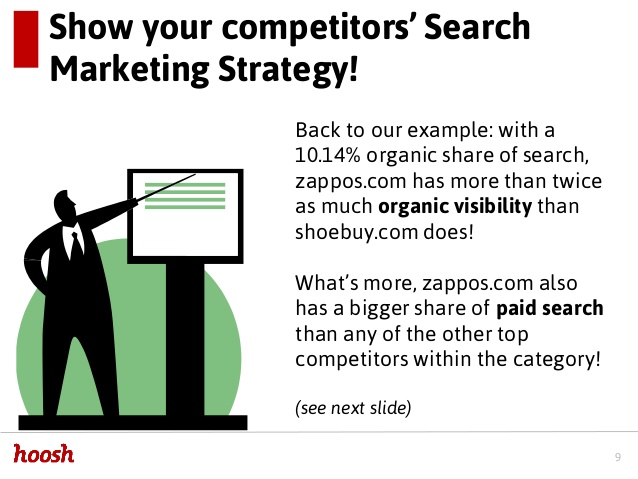 Show your competitors’ Search
Marketing Strategy!
Back to our example: with a
10.14% organic share of search,
zappos.com has more than twice
as much organic visibility than
shoebuy.com does!
What’s more, zappos.com also
has a bigger share of paid search
than any of the other top
competitors within the category!
(see next slide)
hoosh
9